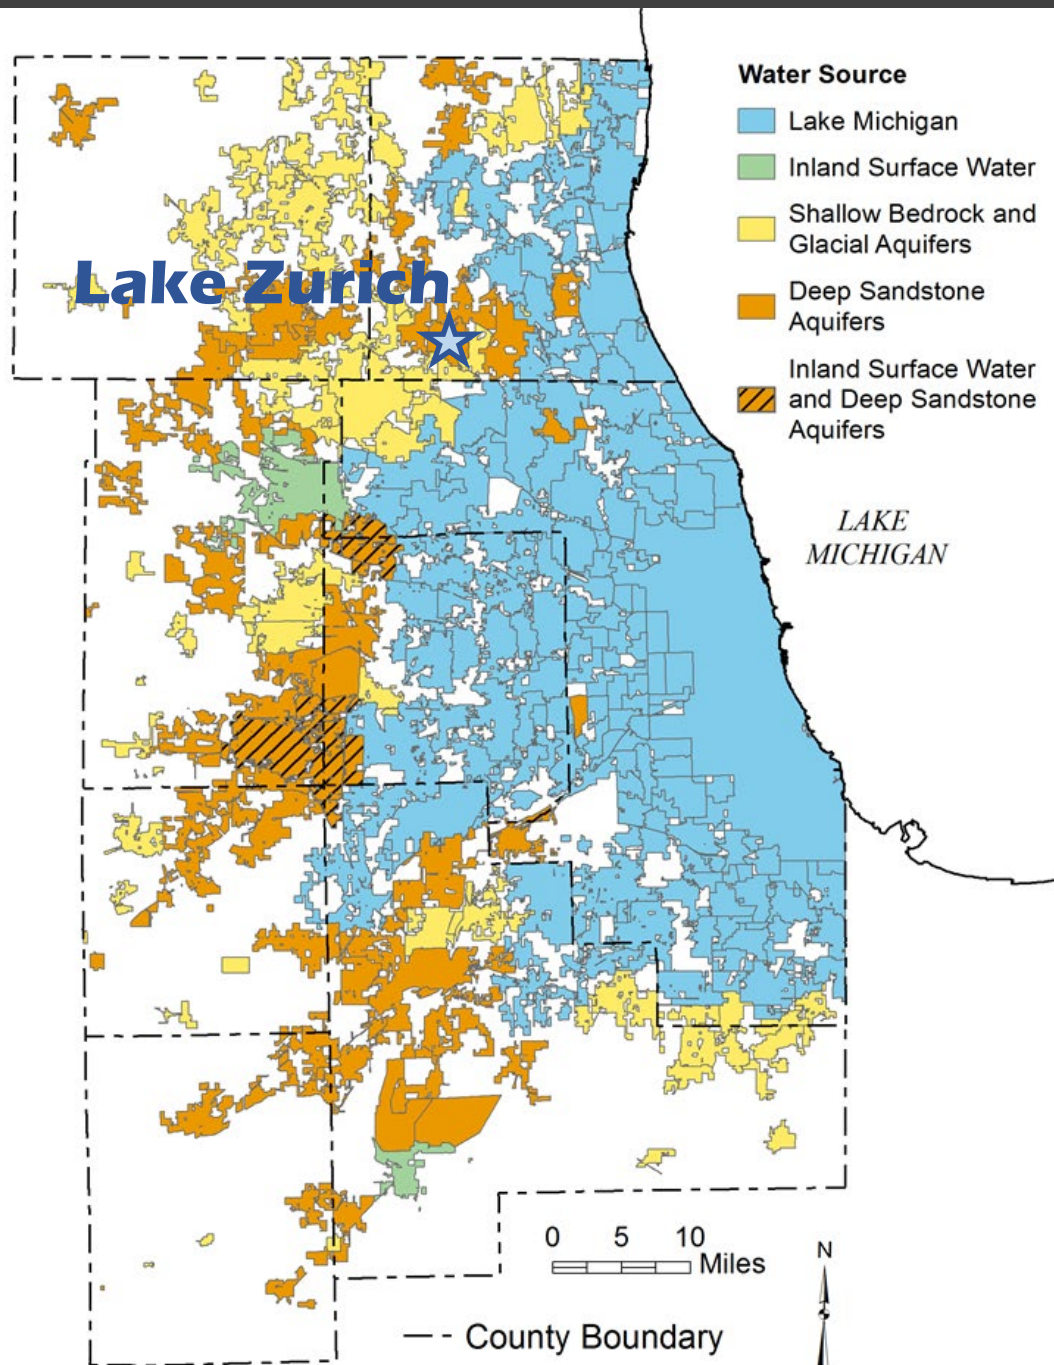 Water Source
Lake Michigan
Inland Surface Water
Shallow Bedrock and
Glacial Aquifers
Lake Zurich
Deep Sandstone
Aquifers
Inland Surface Water
and Deep Sandstone
Aquifers
LAKE
MICHIGAN
0 5 10
Miles
N
County Boundary